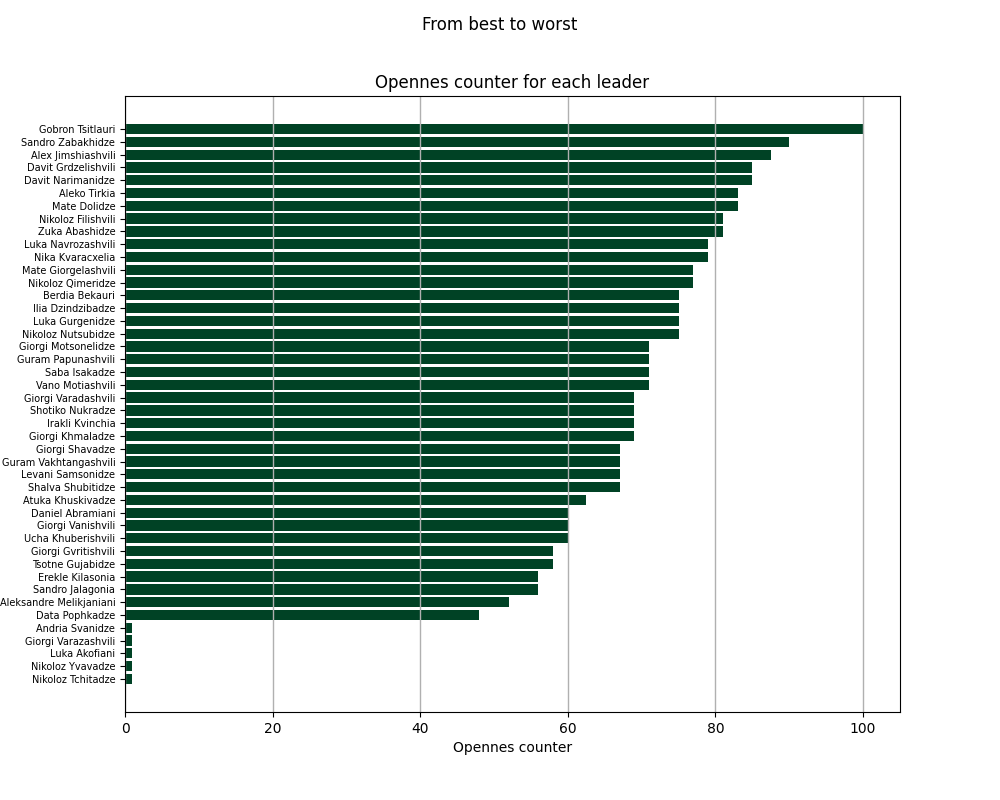 From best to worst
Opennes counter for each leader
Gobron Tsitlauri
Sandro Zabakhidze
Alex Jimshiashvili
Davit Grdzelishvili
Davit Narimanidze
Aleko Tirkia
Mate Dolidze
Nikoloz Filishvili
Zuka Abashidze
Luka Navrozashvili
Nika Kvaracxelia
Mate Giorgelashvili
Nikoloz Qimeridze
Berdia Bekauri
Ilia Dzindzibadze
Luka Gurgenidze
Nikoloz Nutsubidze
Giorgi Motsonelidze
Guram Papunashvili
Saba Isakadze
Vano Motiashvili
Giorgi Varadashvili
Shotiko Nukradze
Irakli Kvinchia
Giorgi Khmaladze
Giorgi Shavadze
Guram Vakhtangashvili
Levani Samsonidze
Shalva Shubitidze
Atuka Khuskivadze
Daniel Abramiani
Giorgi Vanishvili
Ucha Khuberishvili
Giorgi Gvritishvili
Tsotne Gujabidze
Erekle Kilasonia
Sandro Jalagonia
Aleksandre Melikjaniani
Data Pophkadze
Andria Svanidze
Giorgi Varazashvili
Luka Akofiani
Nikoloz Yvavadze
Nikoloz Tchitadze
0 20 40 60 80 100
Opennes counter